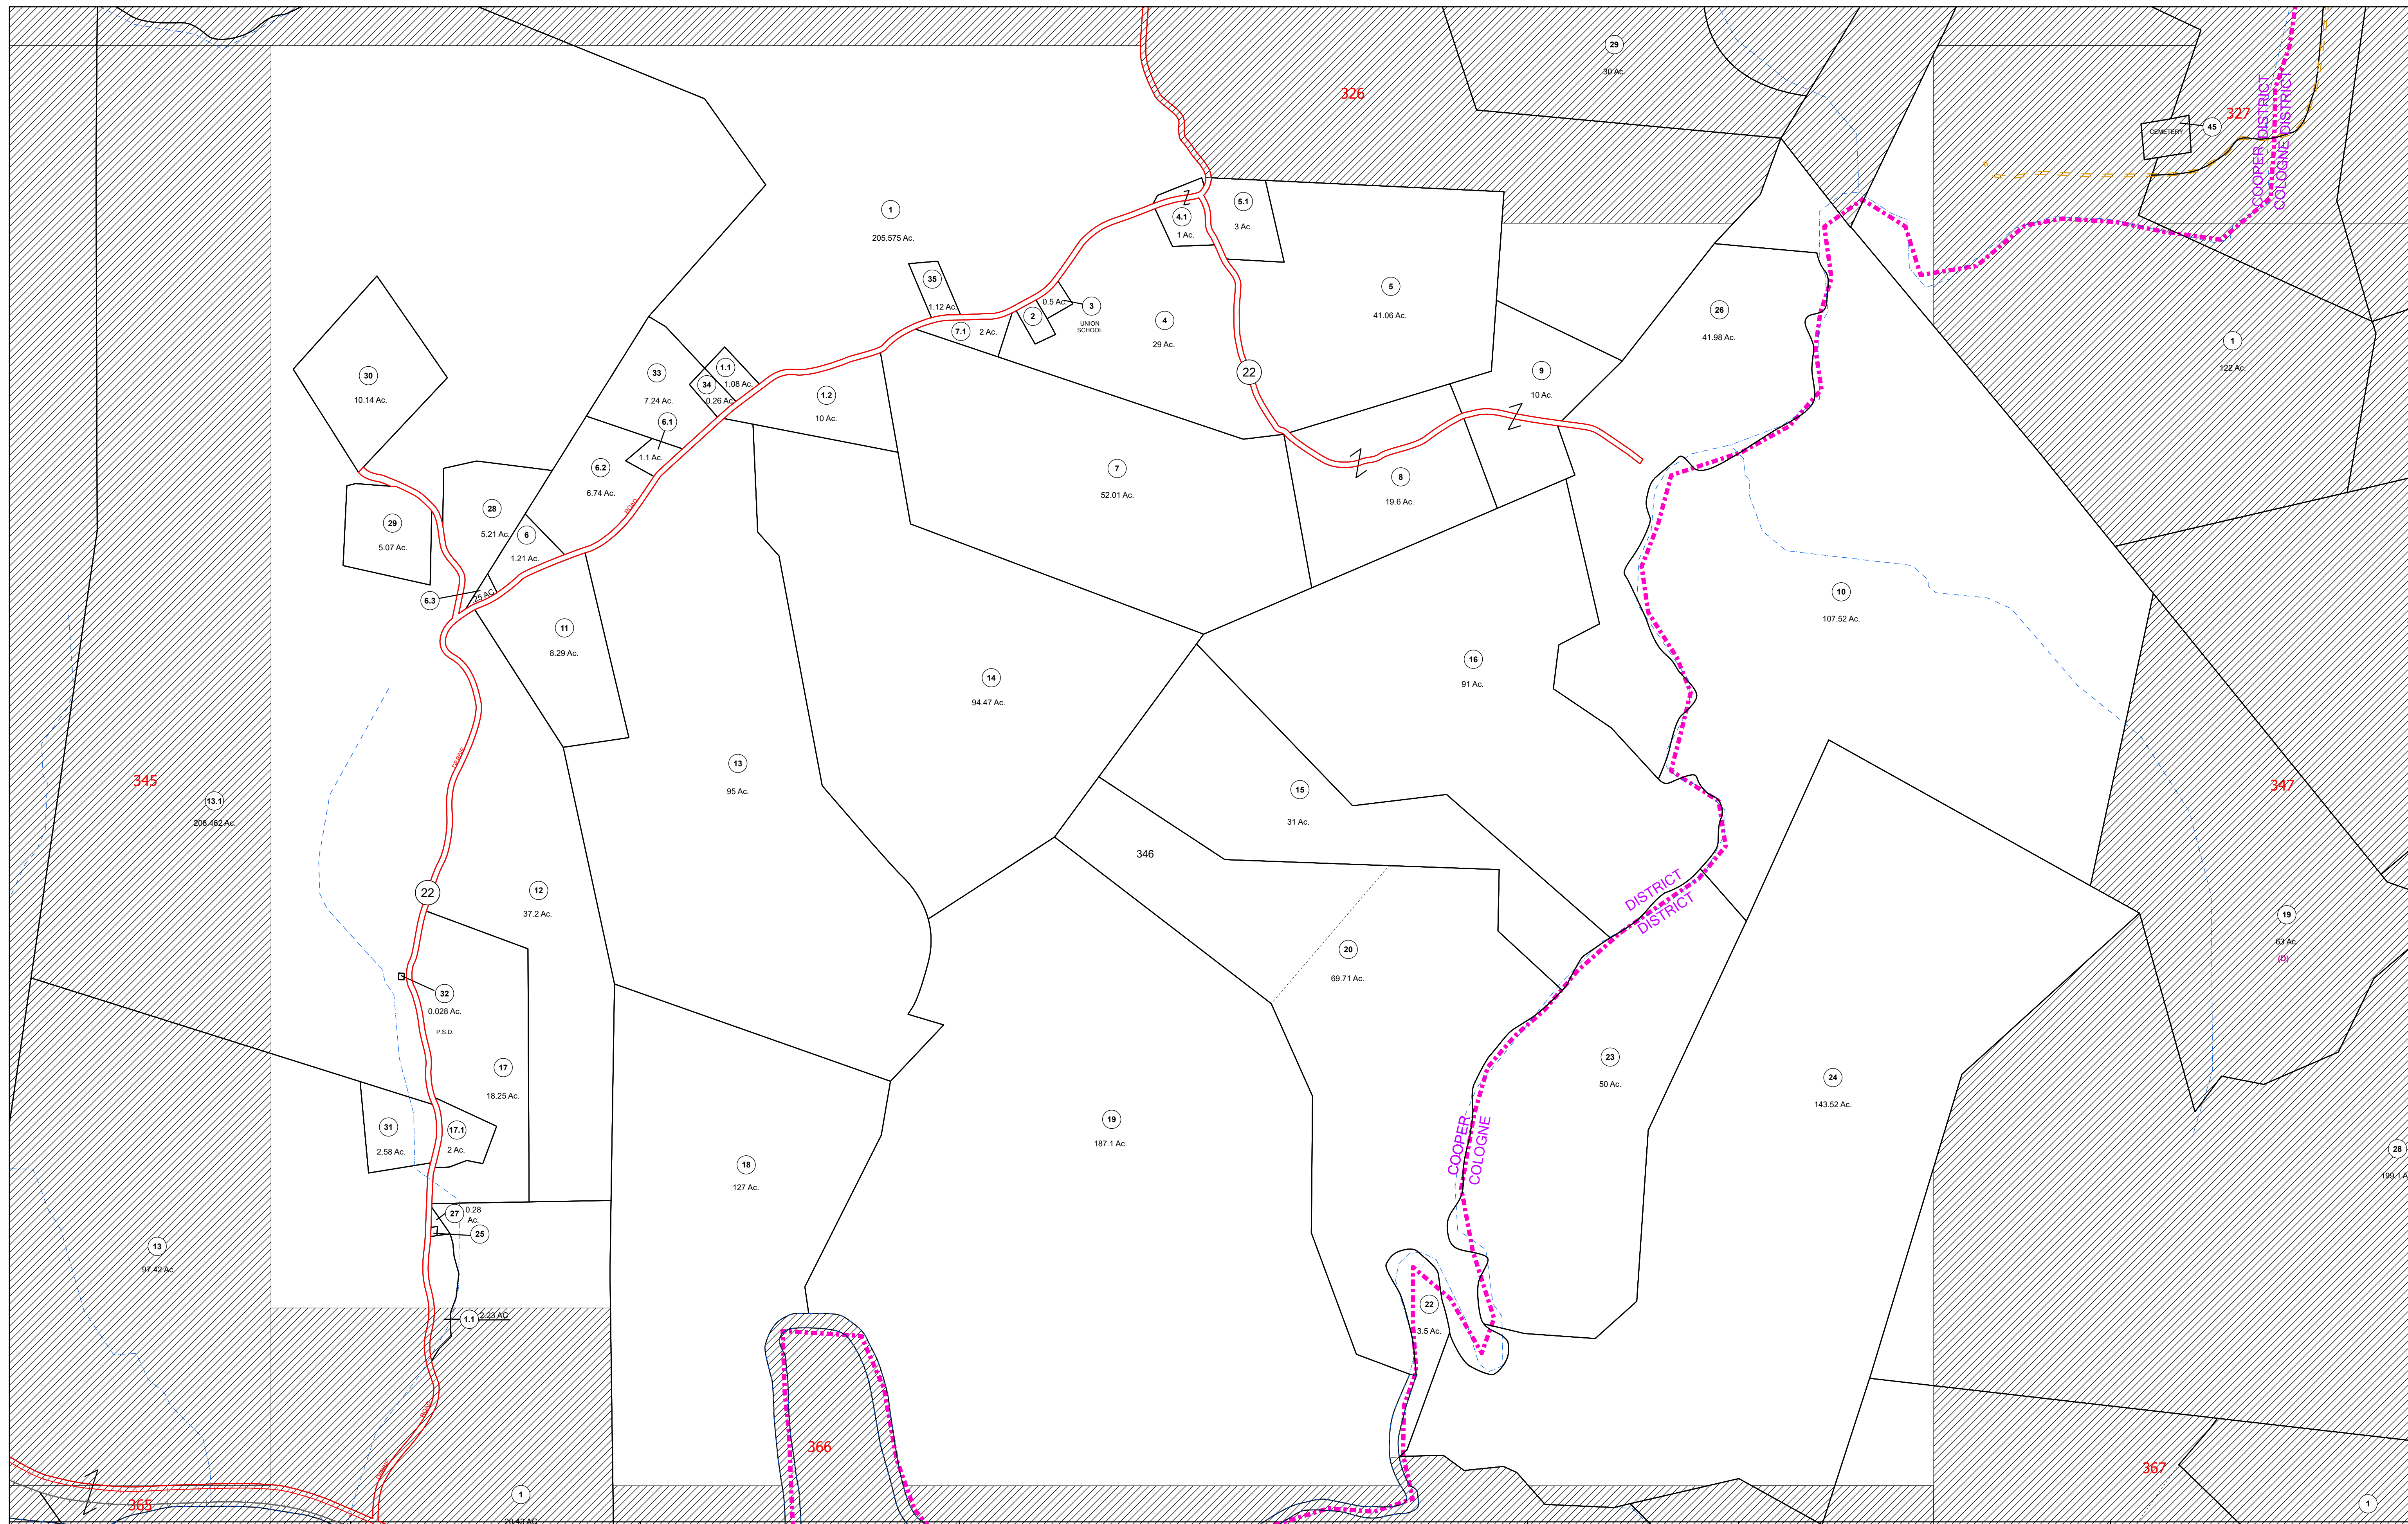 29
30 Ac.
326
327
CEMETERY
45
COOPER DISTRICT
COLOGNE DISTRICT
1
205.575 Ac.
4.1
1 Ac.
5.1
3 Ac.
35
1.12 Ac.
7.1
2 Ac.
2
0.5 Ac.
3
UNION
SCHOOL
4
29 Ac.
5
41.06 Ac.
22
26
41.98 Ac.
1
122 Ac.
30
10.14 Ac.
33
7.24 Ac.
34
0.26 Ac.
1.1
1.08 Ac.
1.2
10 Ac.
9
10 Ac.
6.1
1.1 Ac.
6.2
6.74 Ac.
ROAD
7
52.01 Ac.
8
19.6 Ac.
29
5.07 Ac.
28
5.21 Ac.
6
1.21 Ac.
6.3
.25 AC
10
107.52 Ac.
11
8.29 Ac.
14
94.47 Ac.
16
91 Ac.
DERRIE
345
13.1
208.462 Ac.
13
95 Ac.
15
31 Ac.
347
346
22
12
37.2 Ac.
DISTRICT
DISTRICT
19
63 Ac.
(D)
20
69.71 Ac.
32
0.028 Ac.
P.S.D.
17
18.25 Ac.
23
50 Ac.
24
143.52 Ac.
31
2.58 Ac.
17.1
2 Ac.
19
187.1 Ac.
COOPER
COLOGNE
28
199.1 A
18
127 Ac.
27
0.28
Ac.
25
13
97.42 Ac.
1.1
2.23 AC
22
3.5 Ac.
ROAD
366
367
365
1
20.43 AC
1